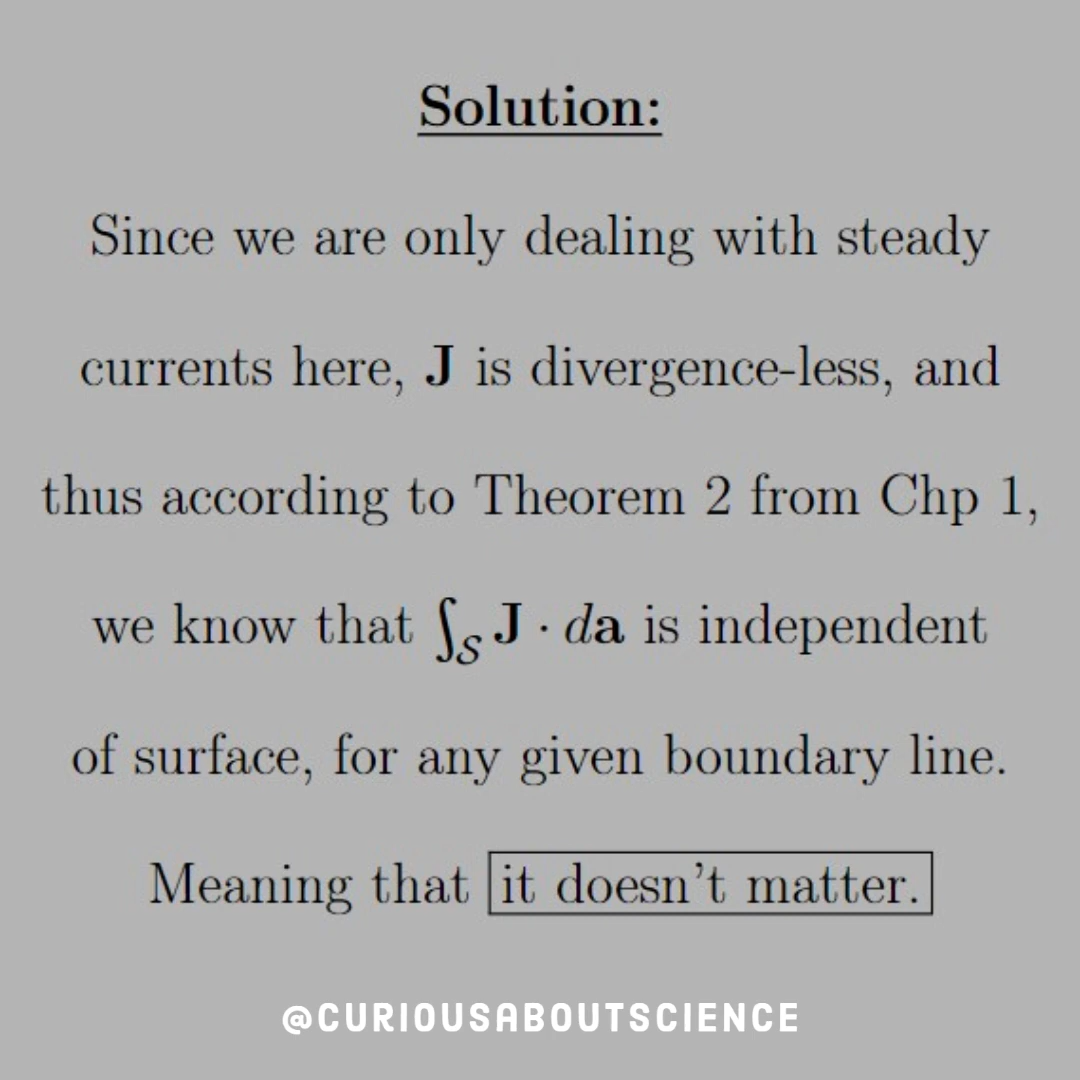 Solution:
Since we are only dealing with steady
currents here, J is divergence-less, and
thus according to Theorem 2 from Chp 1,
we know that ∫_S J · da is independent
of surface, for any given boundary line.
Meaning that it doesn't matter.
@CURIOUSABOUTSCIENCE